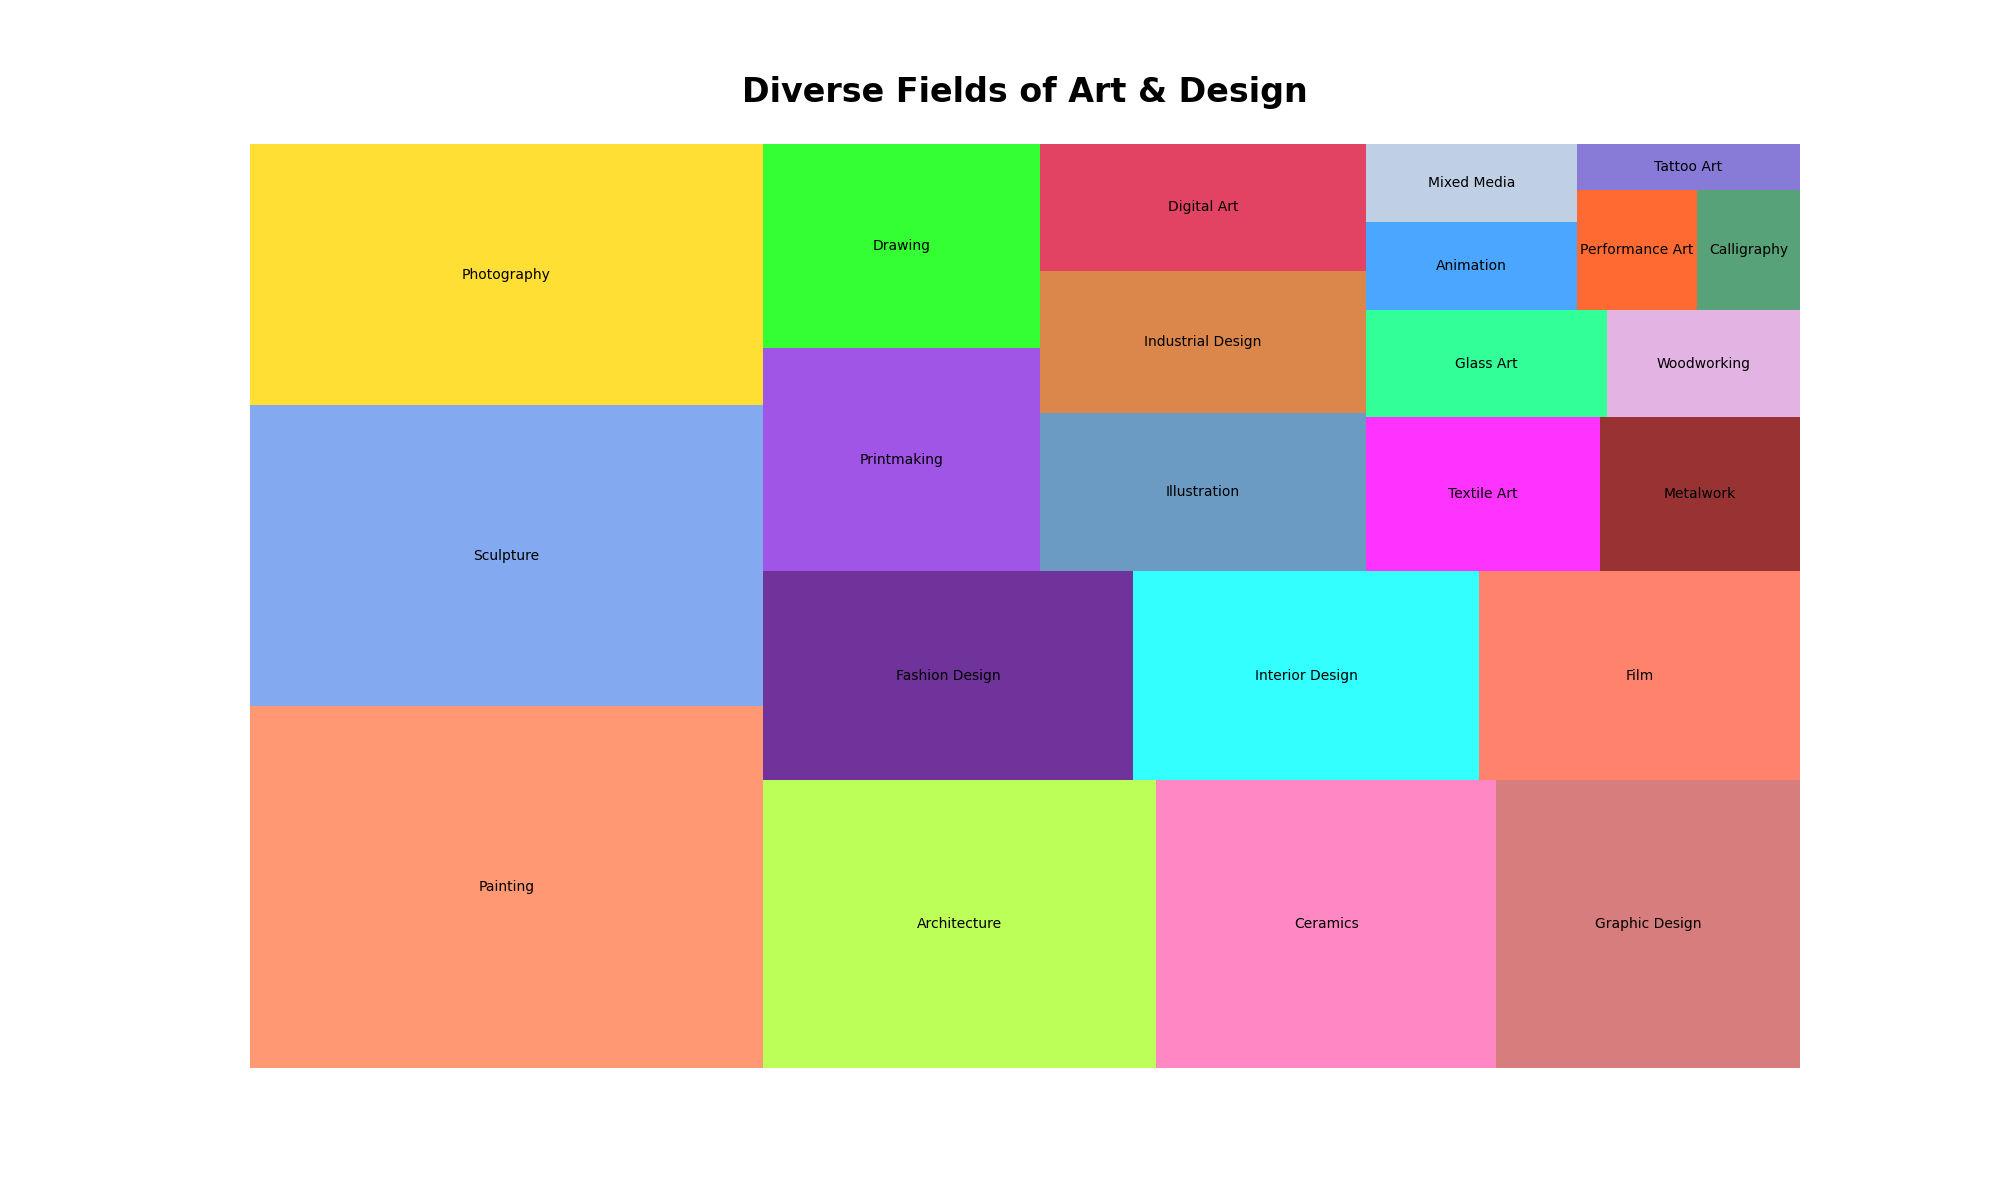 Diverse Fields of Art & Design
Photography
Sculpture
Painting
Drawing
Printmaking
Digital Art
Industrial Design
Illustration
Mixed Media
Animation
Tattoo Art
Performance Art
Calligraphy
Glass Art
Woodworking
Textile Art
Metalwork
Fashion Design
Interior Design
Film
Architecture
Ceramics
Graphic Design